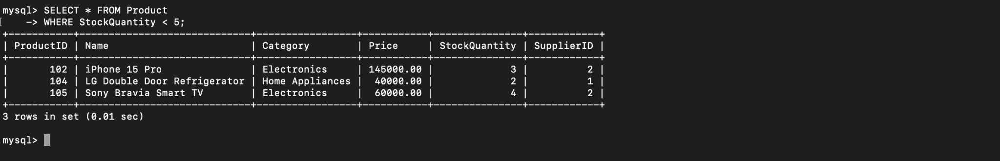 mysql> SELECT * FROM Product
    -> WHERE StockQuantity < 5;
+-----------+-----------------------------+-----------------+-----------+---------------+------------+
| ProductID | Name                        | Category        | Price     | StockQuantity | SupplierID |
+-----------+-----------------------------+-----------------+-----------+---------------+------------+
|       102 | iPhone 15 Pro               | Electronics     | 145000.00 |             3 |          2 |
|       104 | LG Double Door Refrigerator | Home Appliances |  40000.00 |             2 |          1 |
|       105 | Sony Bravia Smart TV        | Electronics     |  60000.00 |             4 |          2 |
+-----------+-----------------------------+-----------------+-----------+---------------+------------+
3 rows in set (0.01 sec)

mysql>